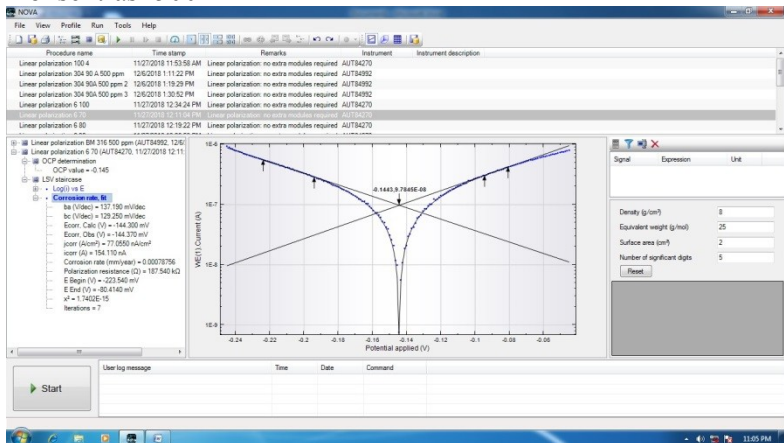 NOVA
File View Profile Run Tools Help
Procedure name Time stamp Remarks Instrument Instrument description
Linear polarization 100 4 11/27/2018 11:53:58 AM Linear polarization: no extra modules required AUT84270
Linear polarization 304 90 A 500 ppm 12/6/2018 1:11:22 PM Linear polarization: no extra modules required AUT84992
Linear polarization 304 90A 500 ppm 2 12/6/2018 1:19:29 PM Linear polarization: no extra modules required AUT84992
Linear polarization 304 90A 500 ppm 3 12/6/2018 1:30:52 PM Linear polarization: no extra modules required AUT84992
Linear polarization 6 100 11/27/2018 12:34:24 PM Linear polarization: no extra modules required AUT84270
Linear polarization 6 70 11/27/2018 12:11:04 PM Linear polarization: no extra modules required AUT84270
Linear polarization 6 80 11/27/2018 12:19:22 PM Linear polarization: no extra modules required AUT84270
Linear polarization BM 316 500 ppm (AUT84992, 12/6/
Linear polarization 6 70 (AUT84270, 11/27/2018 12:11:
OCP determination
OCP value = -0.145
LSV staircase
Log(i) vs E
Corrosion rate, fit
ba (V/dec) = 137.190 mV/dec
bc (V/dec) = 129.250 mV/dec
Ecorr, Calc (V) = -144.300 mV
Ecorr, Obs (V) = -144.370 mV
jcorr (A/cm²) = 77.0550 nA/cm²
icorr (A) = 154.110 nA
Corrosion rate (mm/year) = 0.00078756
Polarization resistance (Ω) = 187.540 kΩ
E Begin (V) = -223.540 mV
E End (V) = -80.4140 mV
x² = 1.7402E-15
Iterations = 7
1E-6
1E-7
1E-8
1E-9
WE(1).Current (A)
-0.1443,9.7845E-08
-0.24 -0.22 -0.2 -0.18 -0.16 -0.14 -0.12 -0.1 -0.08 -0.06
Potential applied (V)
Signal Expression Unit
Density (g/cm³) 8
Equivalent weight (g/mol) 25
Surface area (cm²) 2
Number of significant digits 5
Reset
Start
User log message Time Date Command
11:05 PM